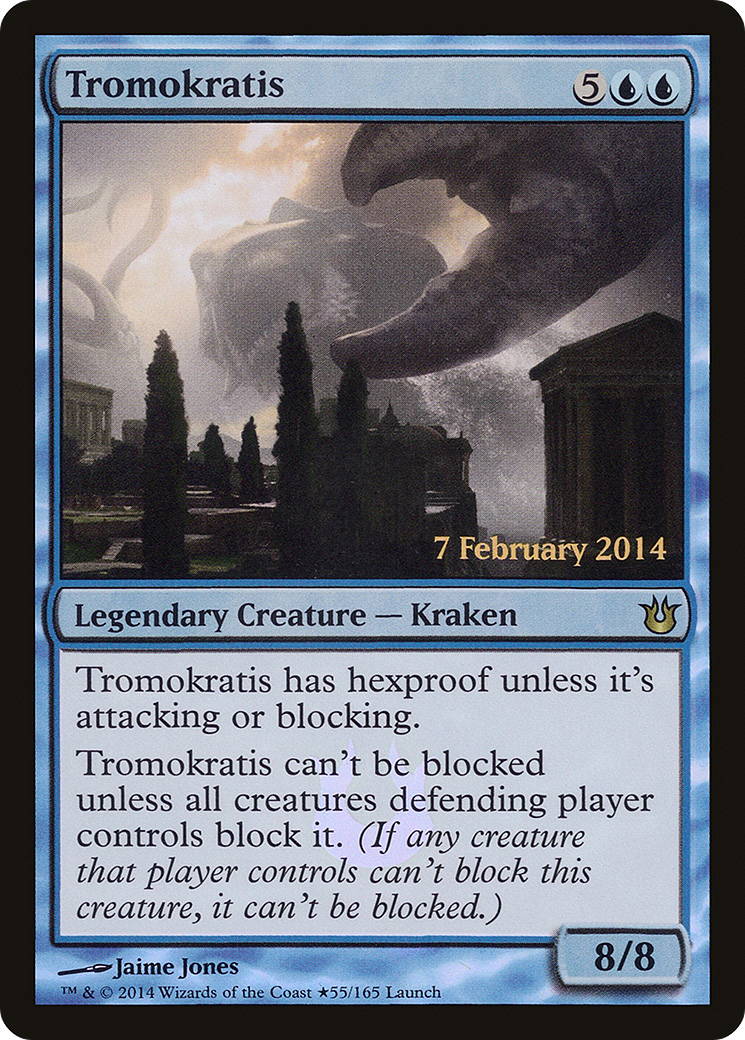 Tromokratis 5
7 February 2014
Legendary Creature — Kraken
Tromokratis has hexproof unless it's
attacking or blocking.
Tromokratis can't be blocked
unless all creatures defending player
controls block it. (If any creature
that player controls can't block this
creature, it can't be blocked.)
8/8
Jaime Jones
™ & © 2014 Wizards of the Coast ★55/165 Launch